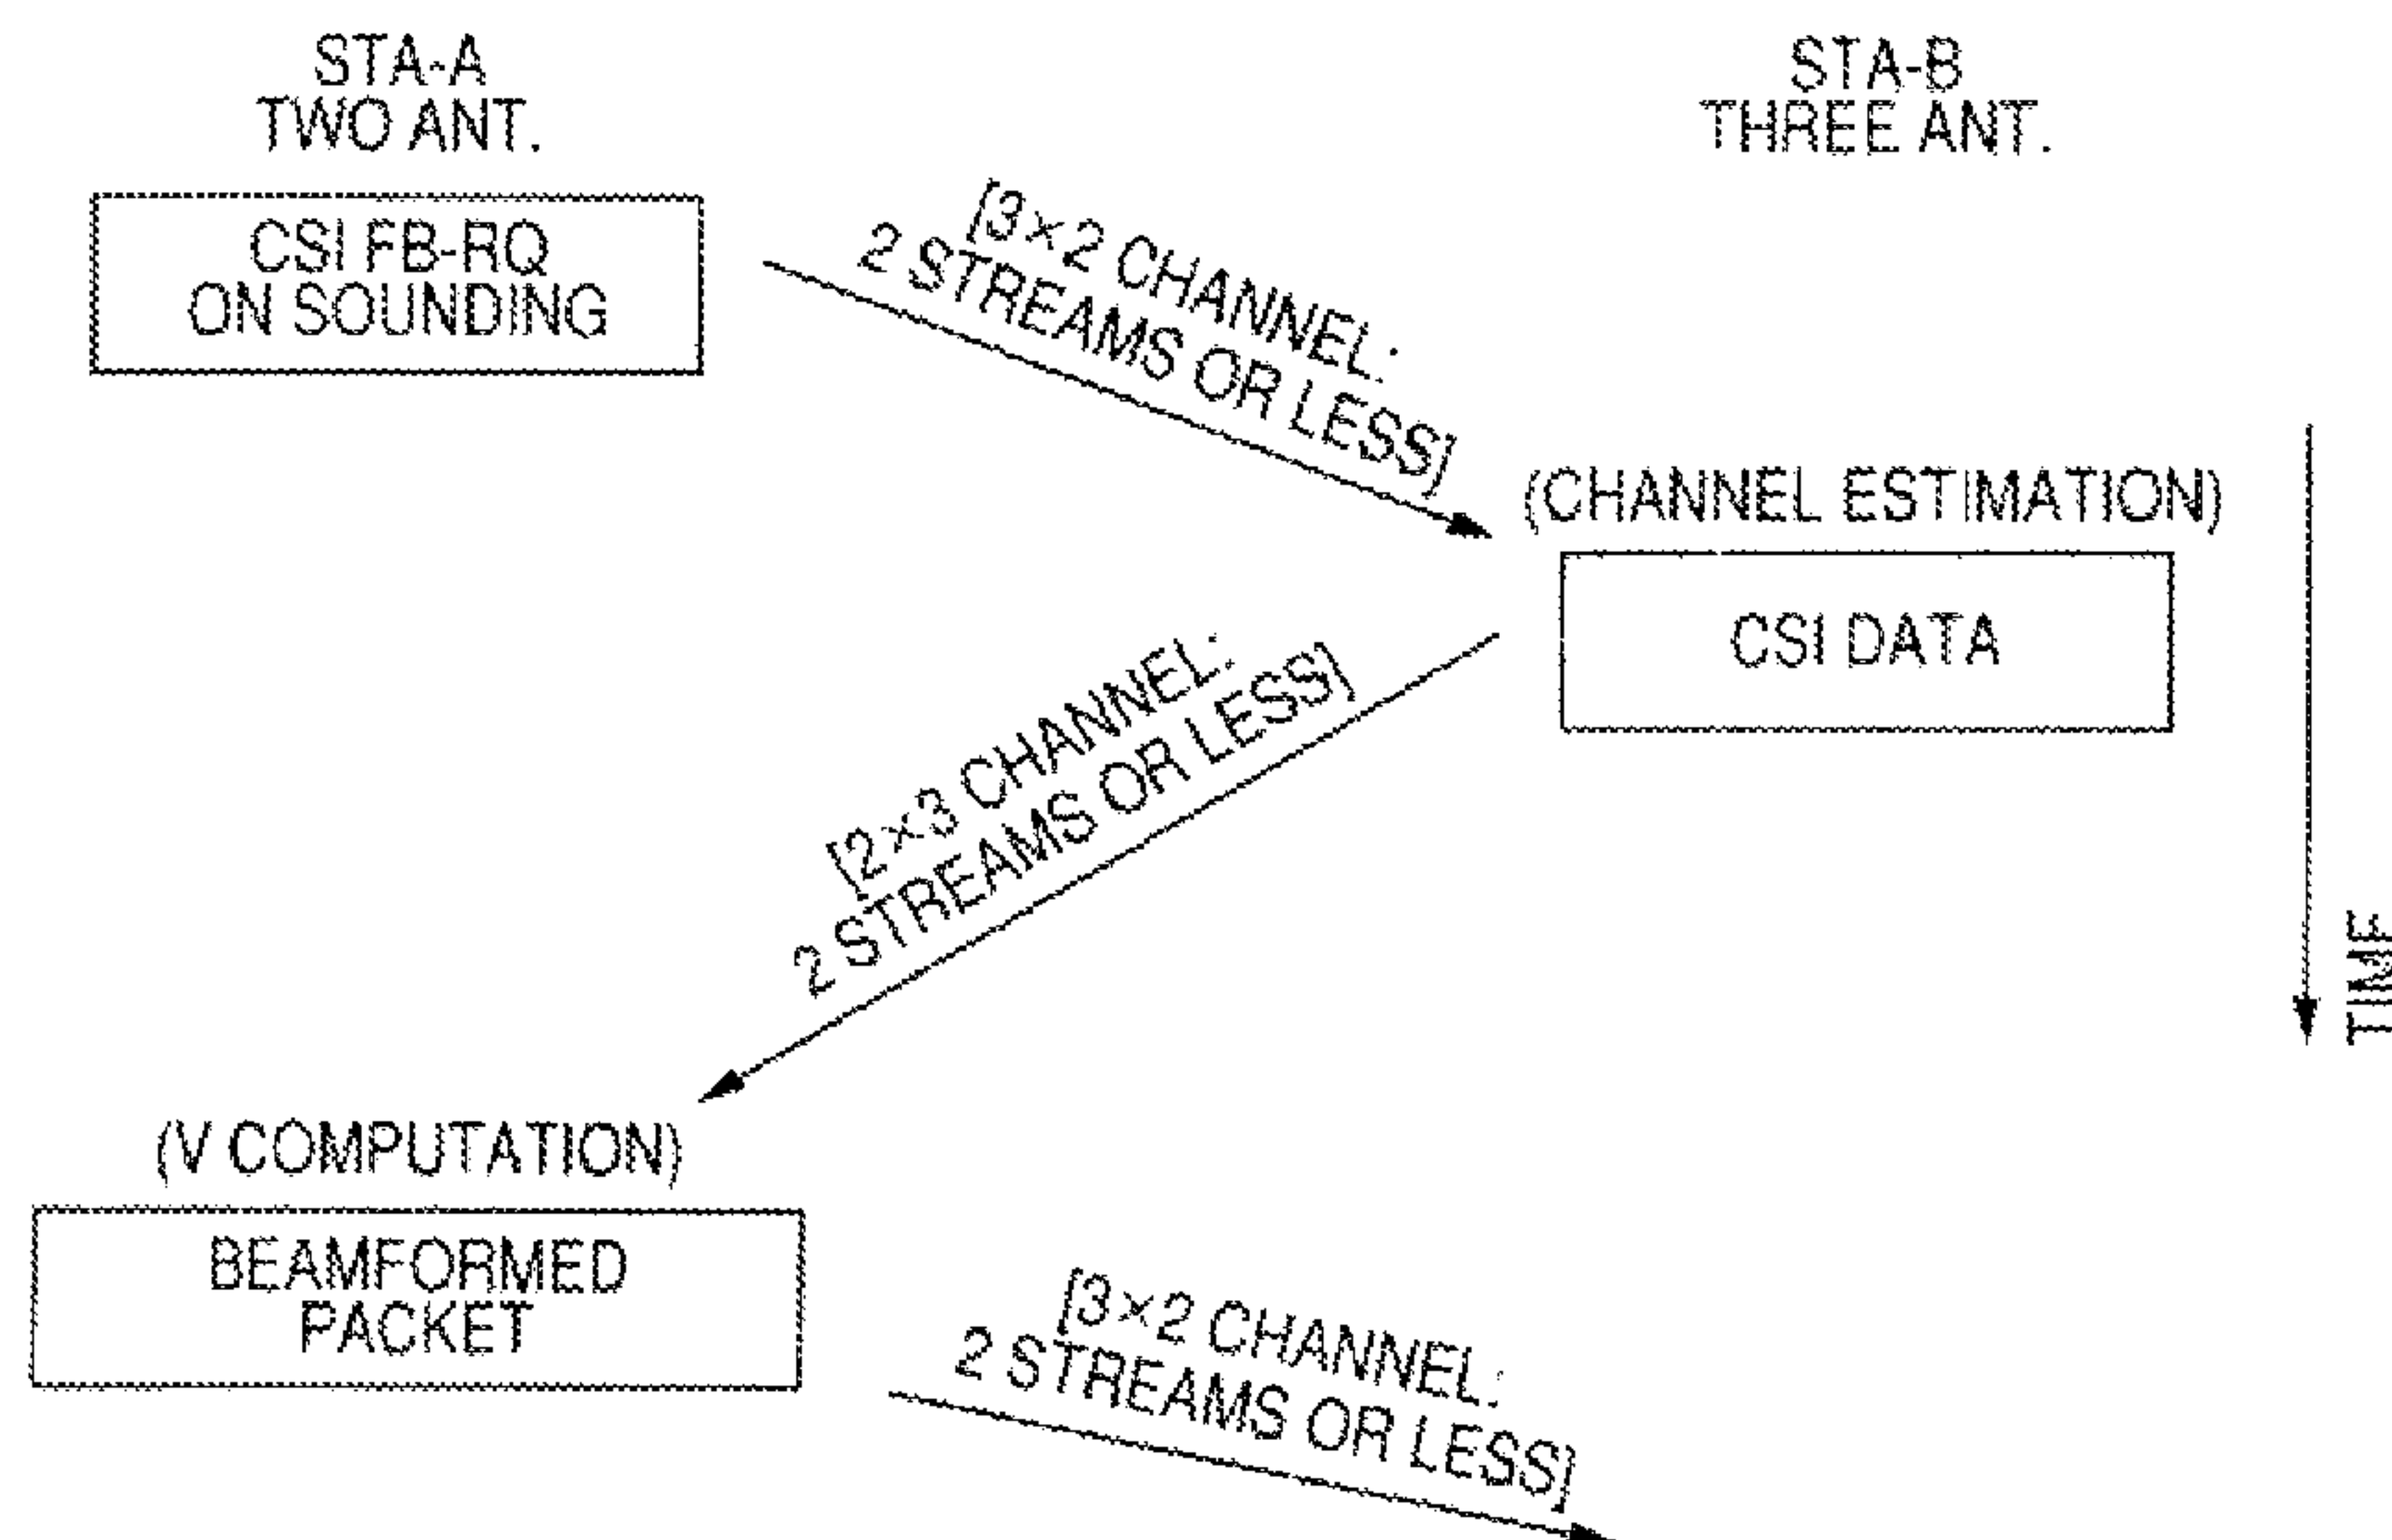 STA-A
TWO ANT.
STA-B
THREE ANT.
CSI FB-RQ
ON SOUNDING
[3×2 CHANNEL:
2 STREAMS OR LESS]
(CHANNEL ESTIMATION)
CSI DATA
[2×3 CHANNEL:
2 STREAMS OR LESS]
TIME
(V COMPUTATION)
BEAMFORMED
PACKET
[3×2 CHANNEL:
2 STREAMS OR LESS]